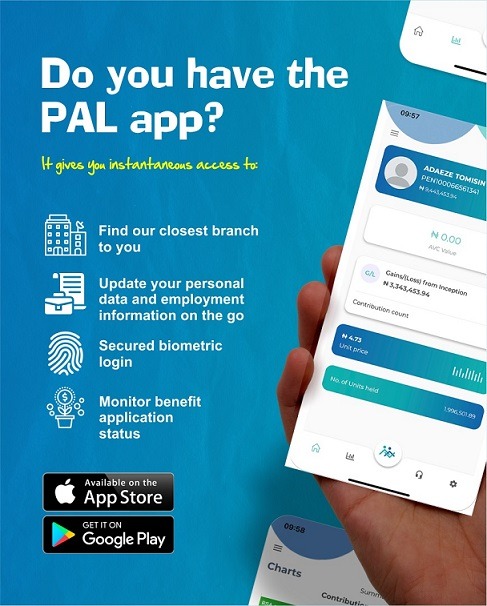 Do you have the
PAL app?
It gives you instantaneous access to:
Find our closest branch
to you
Update your personal
data and employment
information on the go
Secured biometric
login
Monitor benefit
application
status
Available on the
App Store
GET IT ON
Google Play
09:57
ADAEZE TOMISIN
PEN100066561341
₦ 9,443,453.94
₦ 0.00
AVC Value
G/L
Gains/(Loss) from Inception
₦ 3,343,453.94
Contribution count
₦ 4.73
Unit price
No. of Units held
1,996,501.89
09:58
Charts